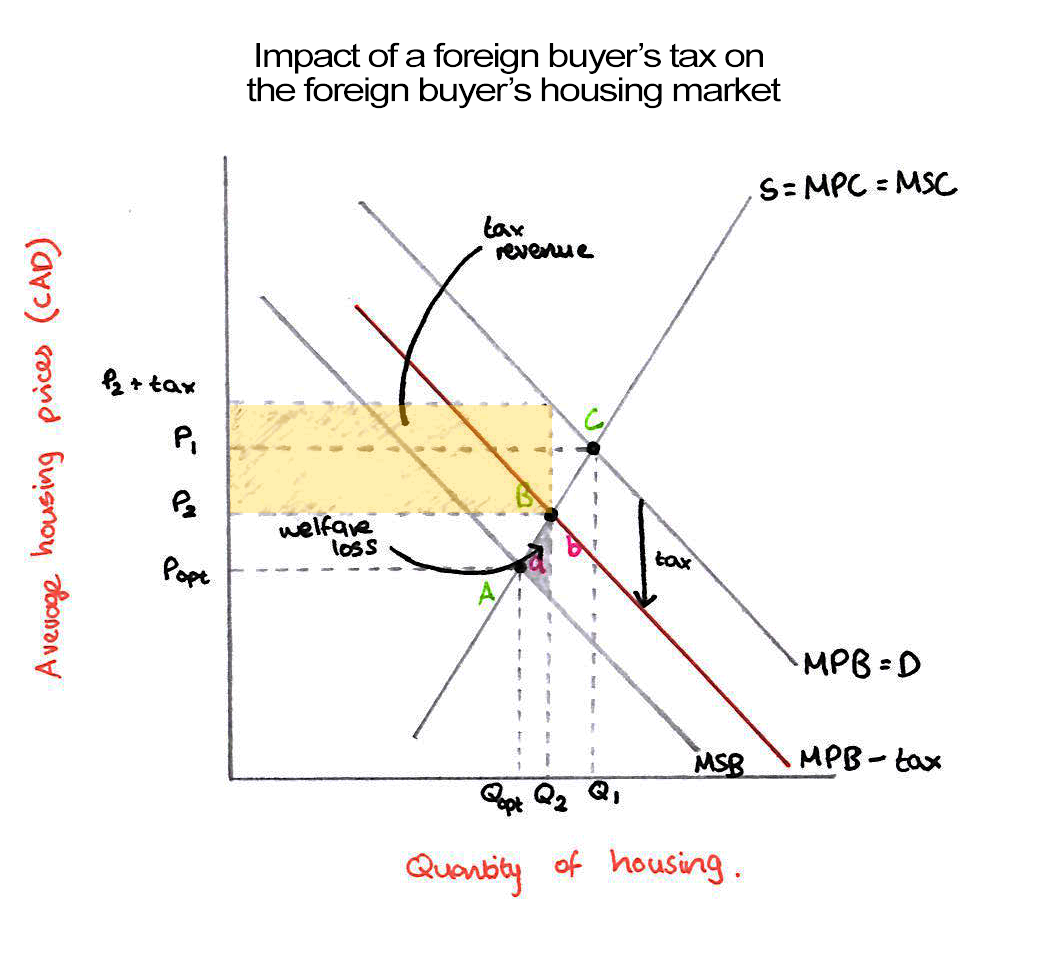 Impact of a foreign buyer's tax on
the foreign buyer's housing market
S = MPC = MSC
tax
revenue
Average housing prices (CAD)
P₂ + tax
P₁
P₂
Popt
C
B
A
a
b
welfare
loss
tax
MPB = D
MPB - tax
MSB
Qopt Q2 Q₁
Quantity of housing.